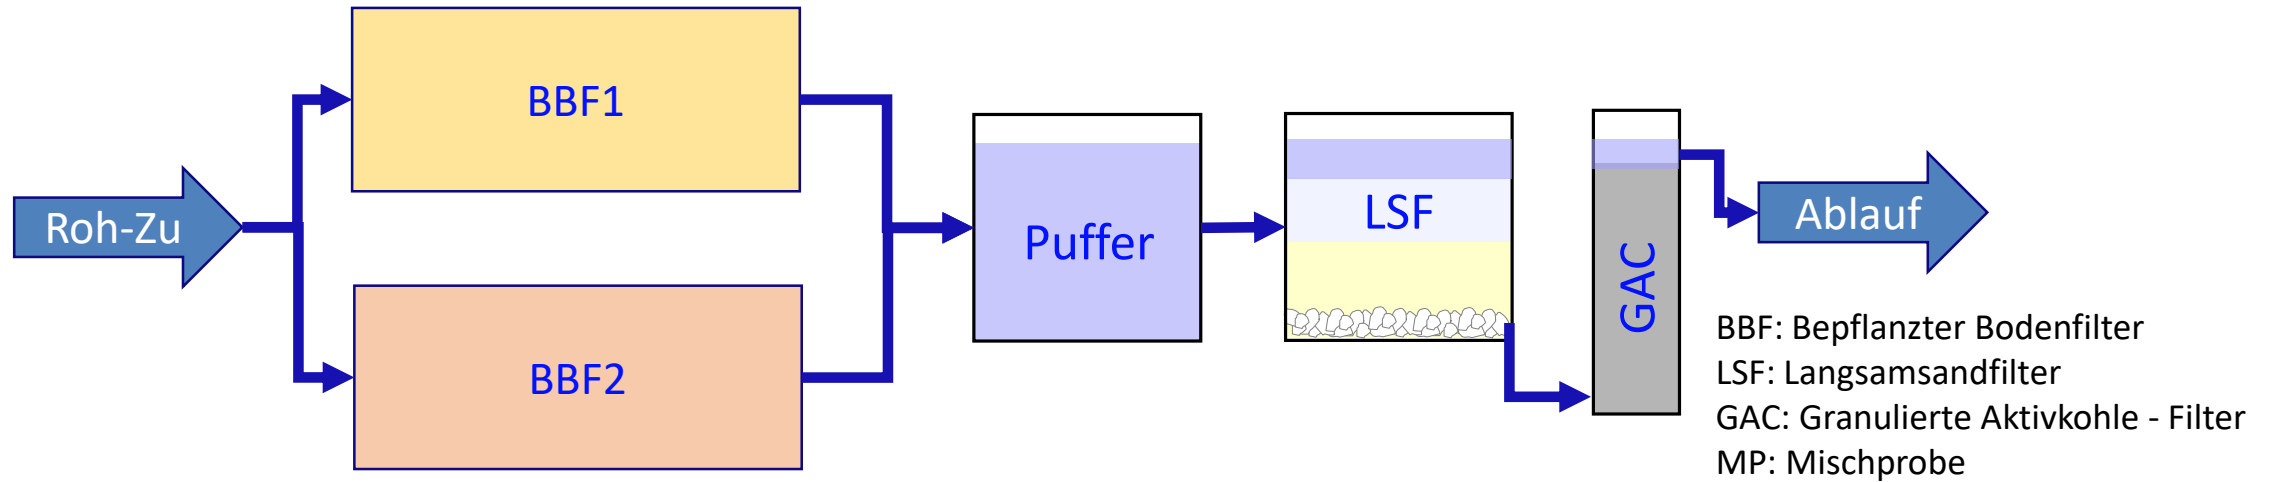 Roh-Zu
BBF1
BBF2
Puffer
LSF
GAC
Ablauf
BBF: Bepflanzter Bodenfilter
LSF: Langsamsandfilter
GAC: Granulierte Aktivkohle - Filter
MP: Mischprobe